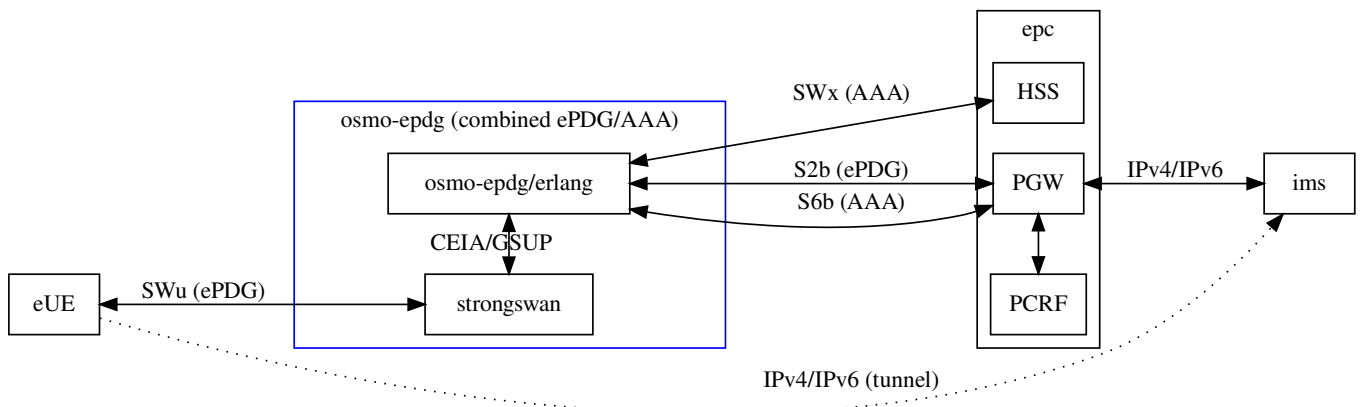 epc
SWx (AAA)
HSS
osmo-epdg (combined ePDG/AAA)
osmo-epdg/erlang
S2b (ePDG)
PGW
IPv4/IPv6
ims
S6b (AAA)
CEIA/GSUP
eUE
SWu (ePDG)
strongswan
PCRF
IPv4/IPv6 (tunnel)